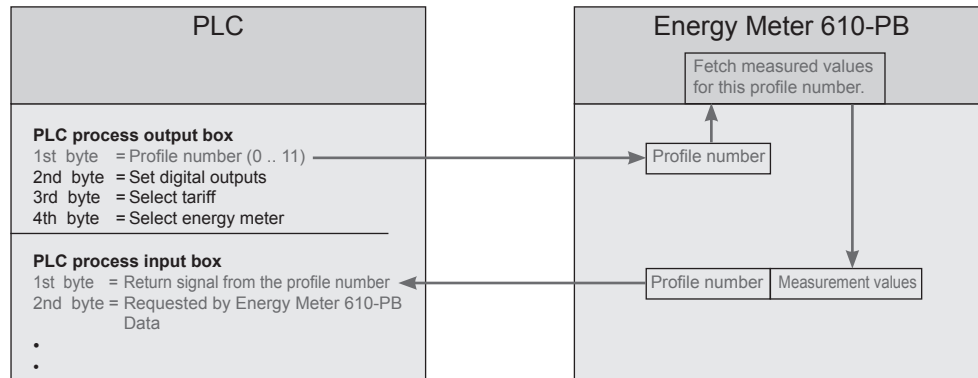 PLC
PLC process output box
1st byte = Profile number (0 .. 11)
2nd byte = Set digital outputs
3rd byte = Select tariff
4th byte = Select energy meter
PLC process input box
1st byte = Return signal from the profile number
2nd byte = Requested by Energy Meter 610-PB
Data
•
•
Energy Meter 610-PB
Fetch measured values
for this profile number.
Profile number
Profile number Measurement values